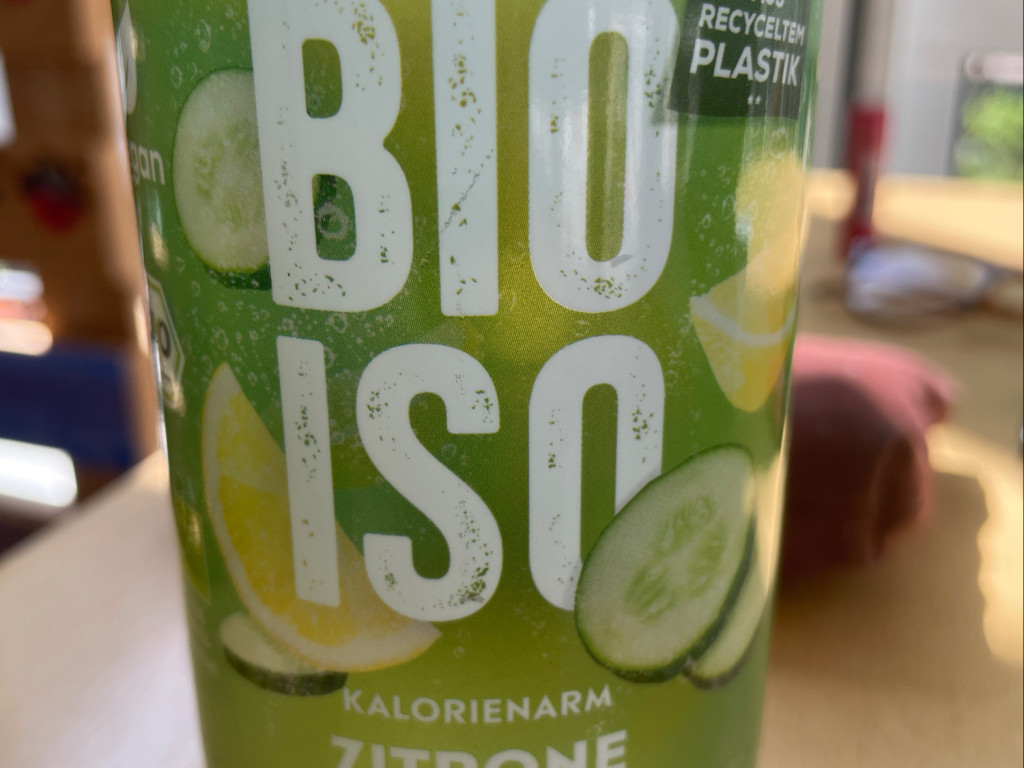 RECYCELTEM
PLASTIK
**
BIO
ISO
KALORIENARM
ZITRONE